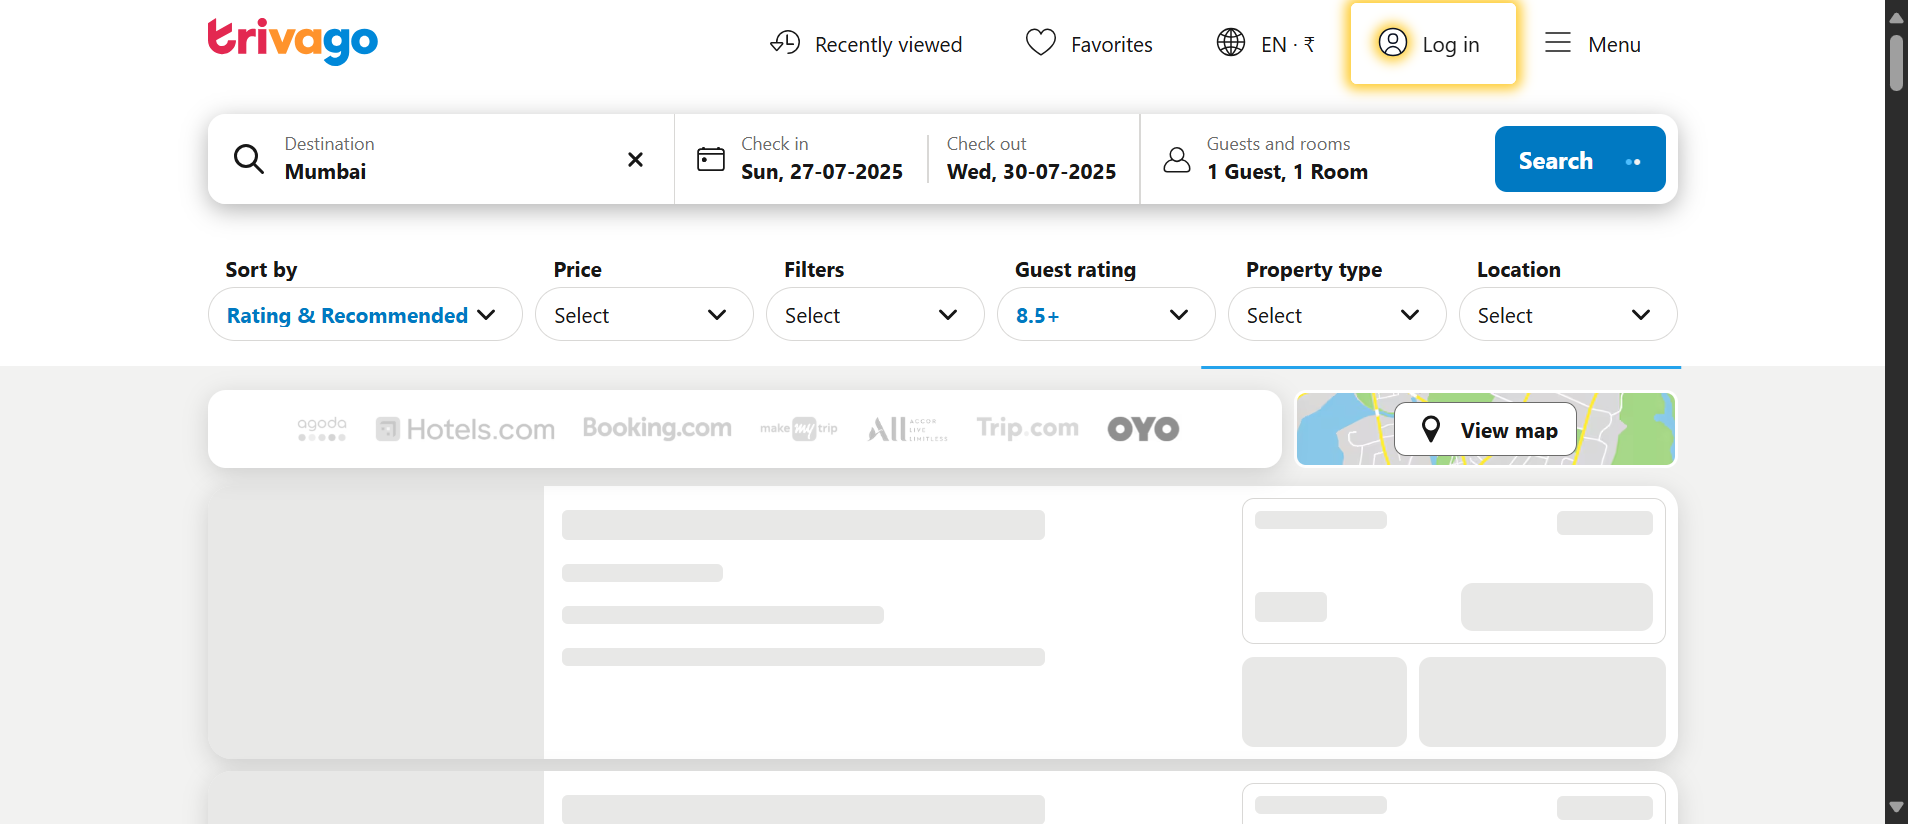 trivago
Recently viewed
Favorites
EN · ₹
Log in
Menu
Destination
Mumbai
Check in
Sun, 27-07-2025
Check out
Wed, 30-07-2025
Guests and rooms
1 Guest, 1 Room
Search
Sort by
Rating & Recommended
Price
Select
Filters
Select
Guest rating
8.5+
Property type
Select
Location
Select
agoda
Hotels.com
Booking.com
make my trip
ALL
ACCOR
LIVE
LIMITLESS
Trip.com
OYO
View map